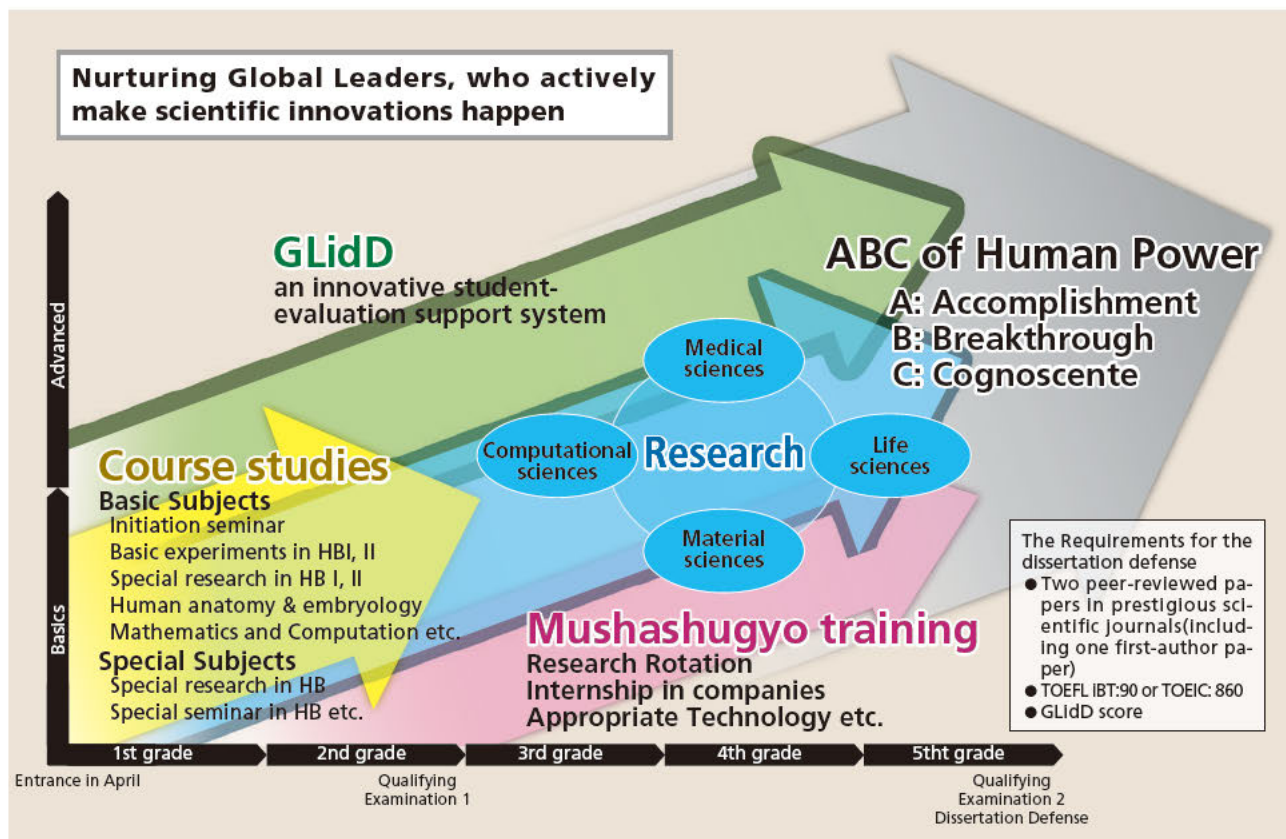 Nurturing Global Leaders, who actively
make scientific innovations happen
GLidD
an innovative student-
evaluation support system
ABC of Human Power
A: Accomplishment
B: Breakthrough
C: Cognoscente
Advanced
Basics
Medical
sciences
Computational
sciences
Research
Life
sciences
Material
sciences
Course studies
Basic Subjects
Initiation seminar
Basic experiments in HBI, II
Special research in HB I, II
Human anatomy & embryology
Mathematics and Computation etc.
Special Subjects
Special research in HB
Special seminar in HB etc.
Mushashugyo training
Research Rotation
Internship in companies
Appropriate Technology etc.
The Requirements for the
dissertation defense
● Two peer-reviewed pa-
pers in prestigious sci-
entific journals(includ-
ing one first-author pa-
per)
● TOEFL iBT:90 or TOEIC: 860
● GLidD score
1st grade
2nd grade
3rd grade
4th grade
5tht grade
Entrance in April
Qualifying
Examination 1
Qualifying
Examination 2
Dissertation Defense